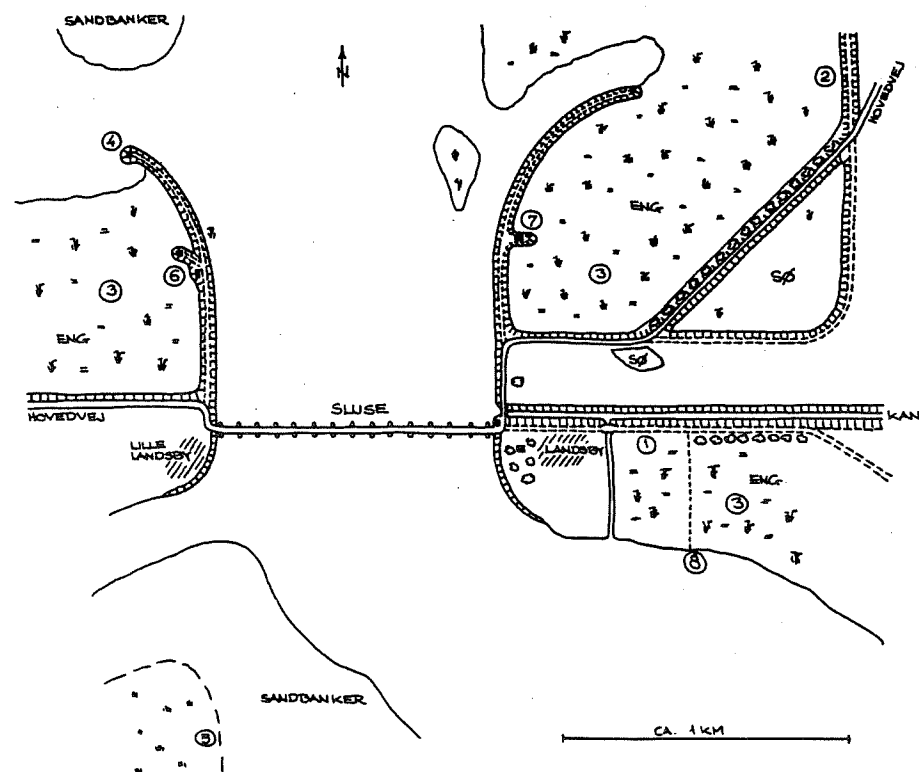 SANDBANKER
N
2
HOVEDVEJ
4
ENG
7
3
SØ
6
3
ENG
SØ
HOVEDVEJ
SLUSE
KAN
LILLE
LANDSBY
LANDSBY
1
ENG
3
8
SANDBANKER
5
CA. 1 KM